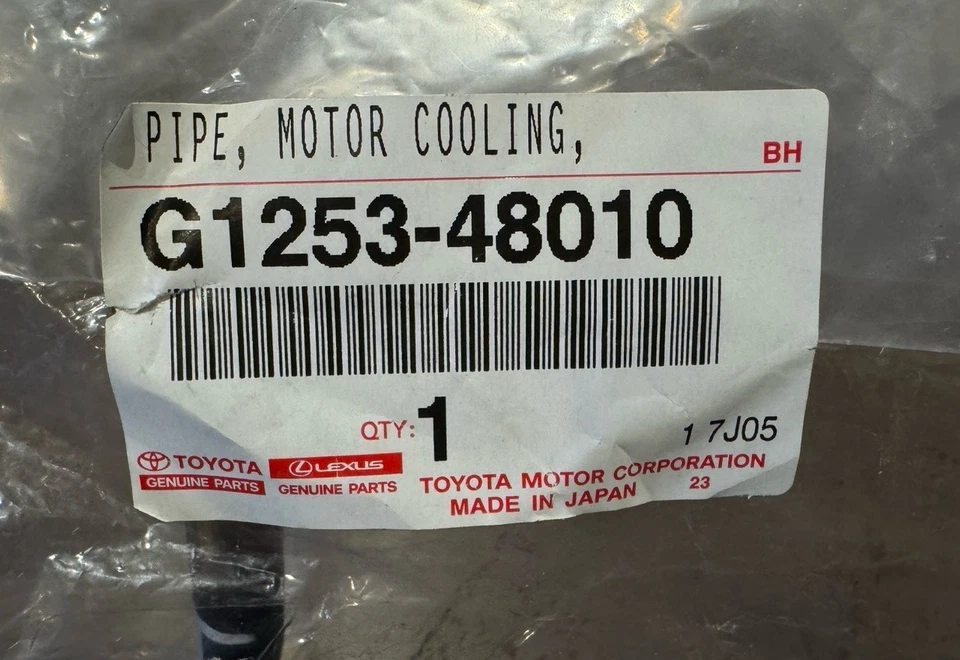 PIPE, MOTOR COOLING,
BH
G1253-48010
QTY: 1
1 7J05
TOYOTA
GENUINE PARTS
LEXUS
GENUINE PARTS
TOYOTA MOTOR CORPORATION
MADE IN JAPAN 23